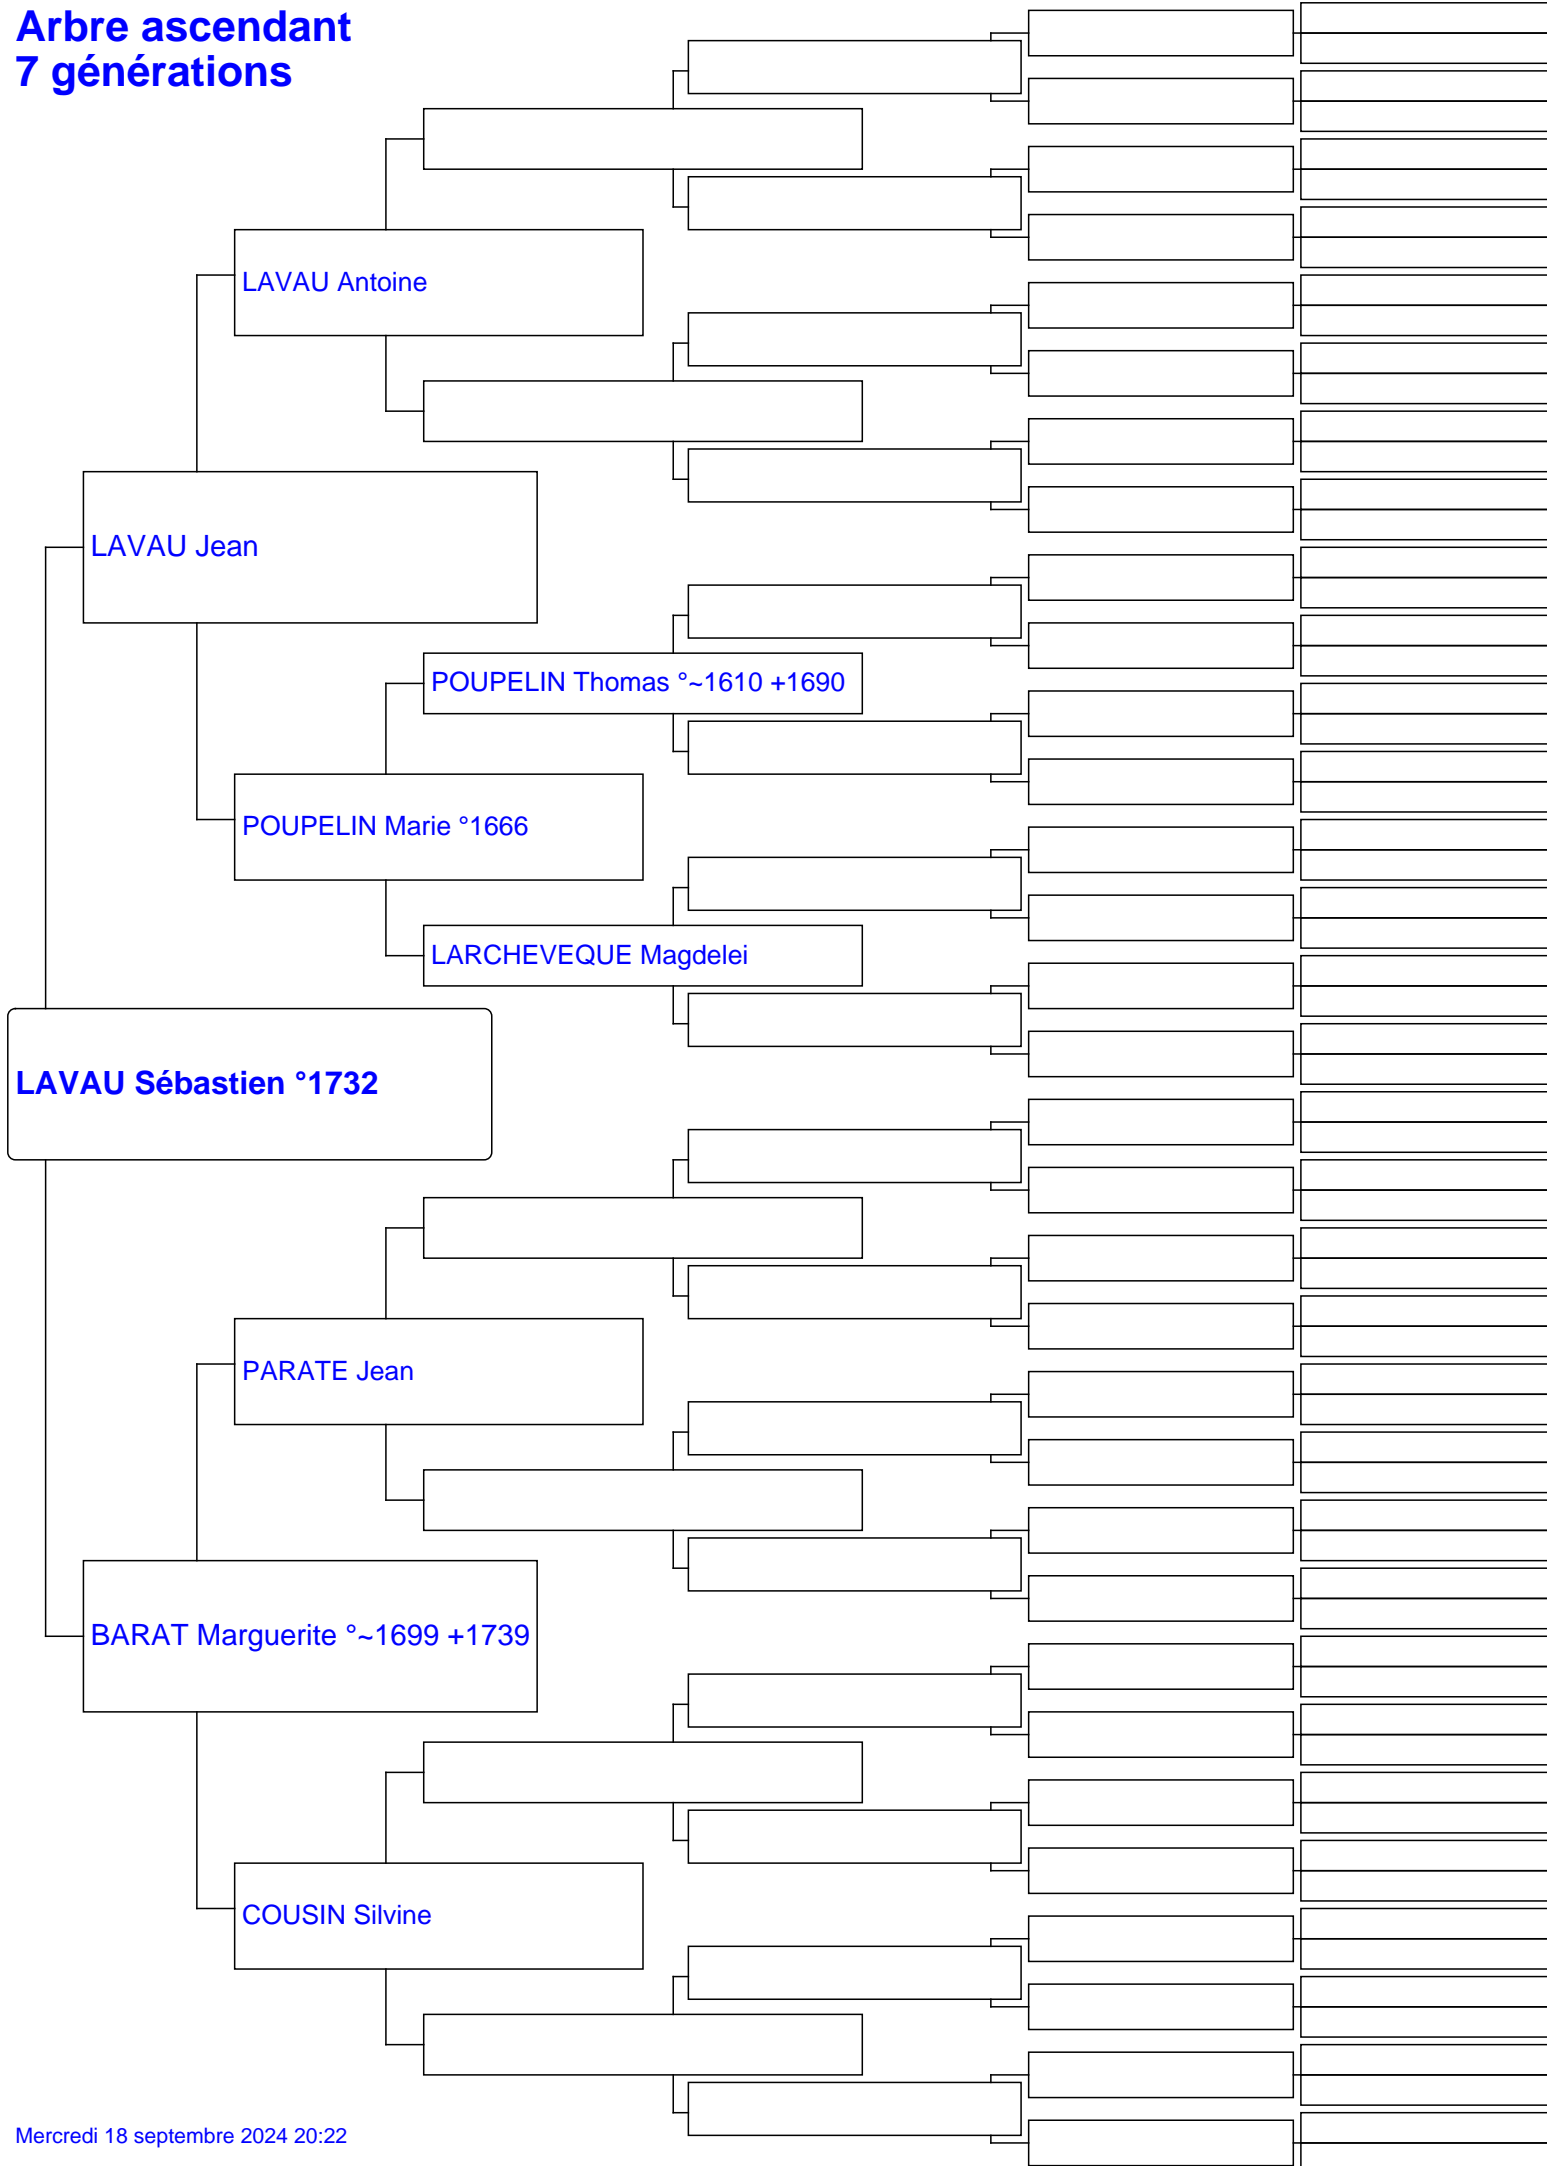 Arbre ascendant
7 générations
LAVAU Antoine
LAVAU Jean
POUPELIN Thomas °~1610 +1690
POUPELIN Marie °1666
LARCHEVEQUE Magdelei
LAVAU Sébastien °1732
PARATE Jean
BARAT Marguerite °~1699 +1739
COUSIN Silvine
Mercredi 18 septembre 2024 20:22